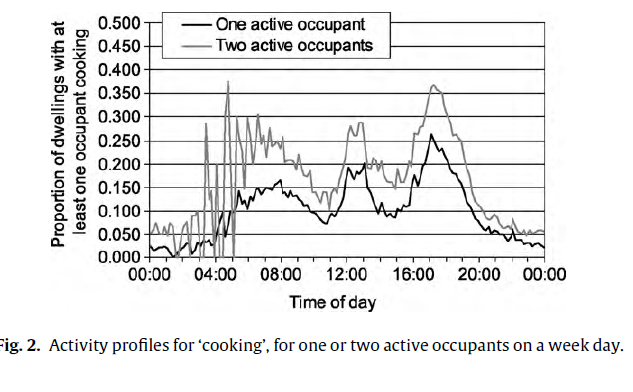 Proportion of dwellings with at
least one occupant cooking
0.500
0.450
0.400
0.350
0.300
0.250
0.200
0.150
0.100
0.050
0.000
One active occupant
Two active occupants
00:00 04:00 08:00 12:00 16:00 20:00 00:00
Time of day
Fig. 2. Activity profiles for ‘cooking’, for one or two active occupants on a week day.